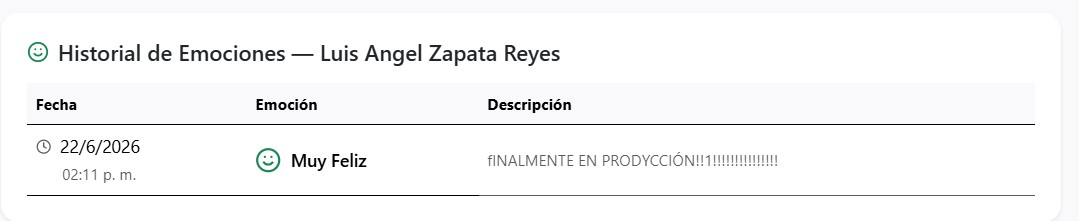 Historial de Emociones — Luis Angel Zapata Reyes
Fecha Emoción Descripción
22/6/2026 Muy Feliz fINALMENTE EN PRODYCCIÓN!!1!!!!!!!!!!!!!!!
02:11 p. m.